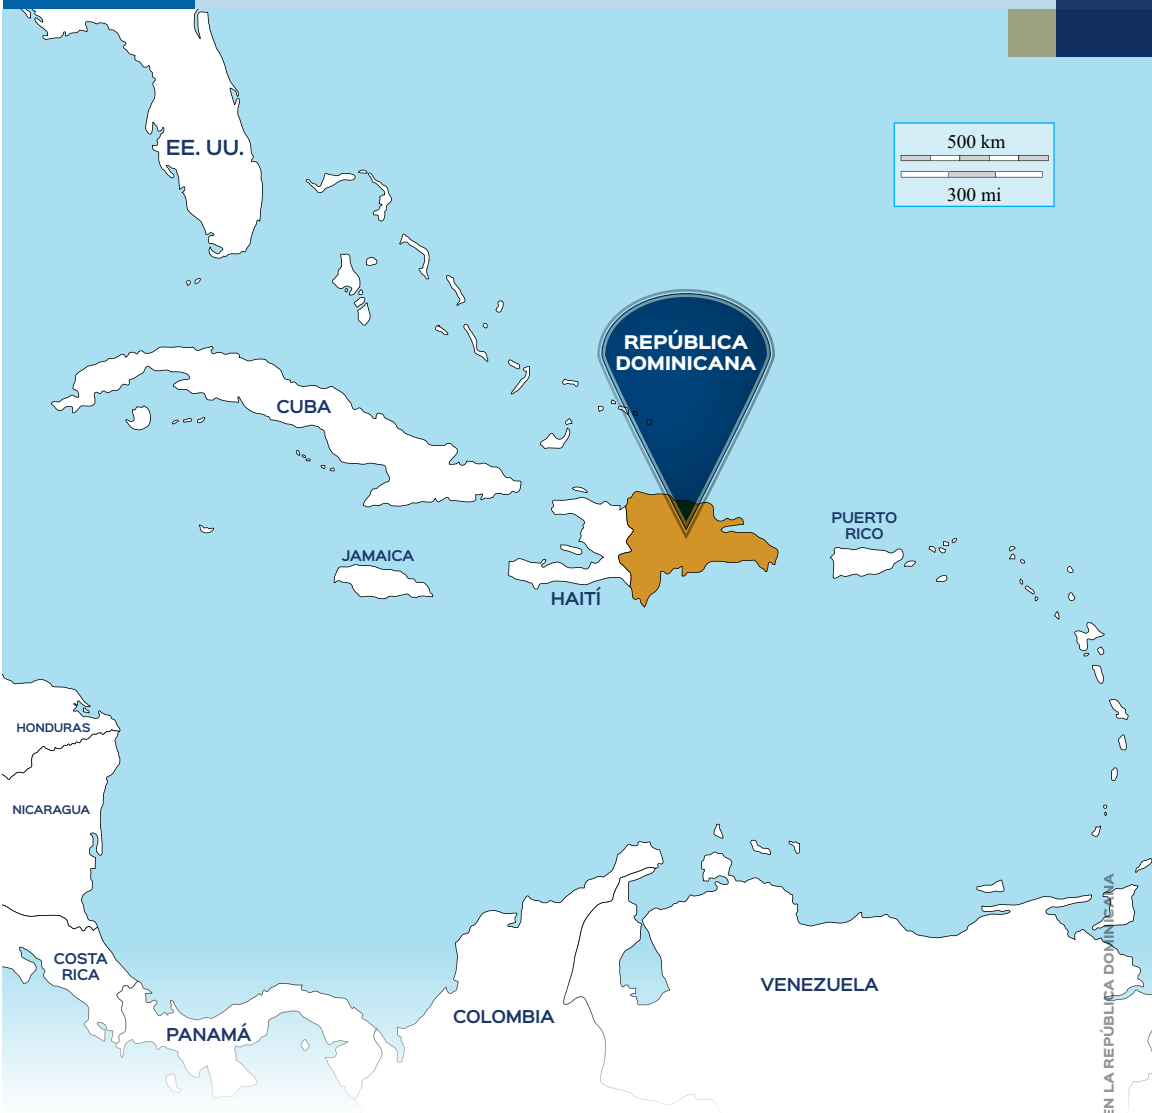 EE. UU.
500 km
300 mi
REPÚBLICA
DOMINICANA
CUBA
PUERTO
RICO
JAMAICA
HAITÍ
HONDURAS
NICARAGUA
COSTA
RICA
VENEZUELA
COLOMBIA
PANAMÁ
EN LA REPÚBLICA DOMINICANA